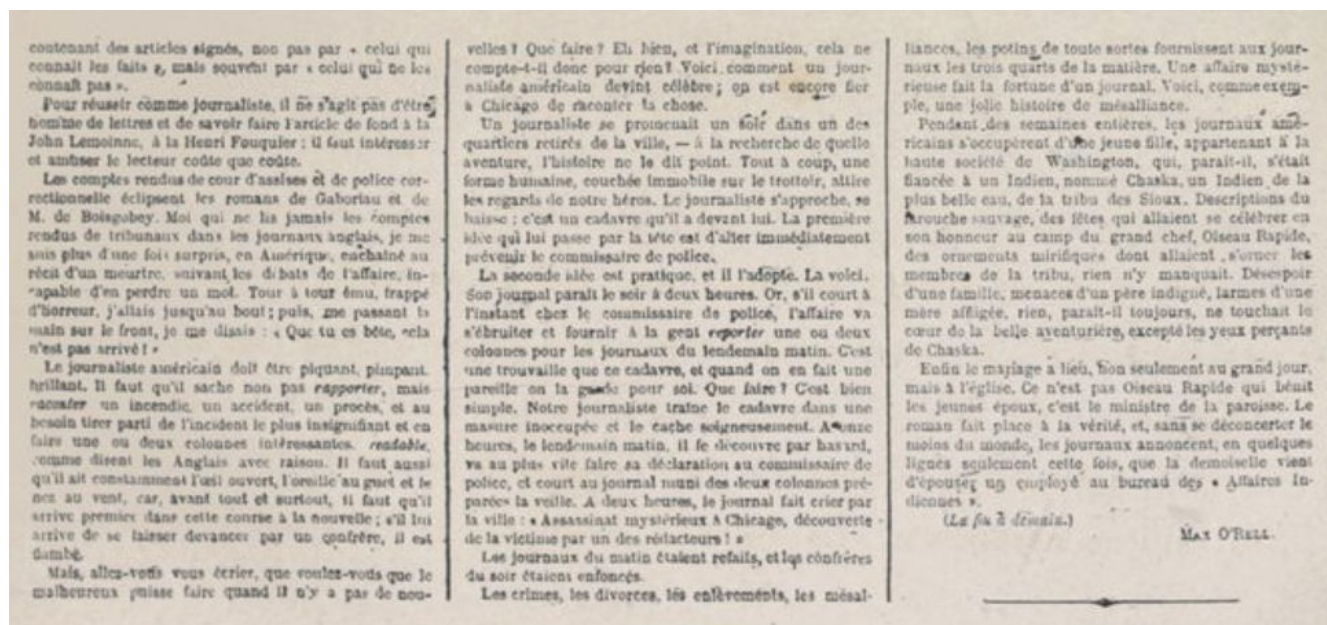 contenant des articles signés, non pas par « celui qui
connaît les faits », mais souvent par « celui qui ne les
connaît pas ».
Pour réussir comme journaliste, il ne s'agit pas d'être
homme de lettres et de savoir faire l'article de fond à la
John Lemoinne, à la Henri Fouquier : il faut intéresser
et amuser le lecteur coûte que coûte.
Les comptes rendus de cour d'assises et de police cor-
rectionnelle éclipsent les romans de Gaboriau et de
M. de Boisgobey. Moi qui ne lis jamais les comptes
rendus de tribunaux dans les journaux anglais, je me
suis plus d'une fois surpris, en Amérique, enchaîné au
récit d'un meurtre, suivant les débats de l'affaire, in-
capable d'en perdre un mot. Tour à tour ému, frappé
d'horreur, j'allais jusqu'au bout ; puis, me passant la
main sur le front, je me disais : « Que tu es bête, cela
n'est pas arrivé ! »
Le journaliste américain doit être piquant, pimpant,
brillant. Il faut qu'il sache non pas rapporter, mais
raconter un incendie, un accident, un procès, et au
besoin tirer parti de l'incident le plus insignifiant et en
faire une ou deux colonnes intéressantes, readable,
comme disent les Anglais avec raison. Il faut aussi
qu'il ait constamment l'œil ouvert, l'oreille au guet et le
nez au vent, car, avant tout et surtout, il faut qu'il
arrive premier dans cette course à la nouvelle ; s'il lui
arrive de se laisser devancer par un confrère, il est
flambé.
Mais, allez-vous vous écrier, que voulez-vous que le
malheureux puisse faire quand il n'y a pas de nou-
velles ? Que faire ? Eh bien, et l'imagination, cela ne
compte-t-il donc pour rien ? Voici comment un jour-
naliste américain devint célèbre ; on est encore fier
à Chicago de raconter la chose.
Un journaliste se promenait un soir dans un des
quartiers retirés de la ville, — à la recherche de quelle
aventure, l'histoire ne le dit point. Tout à coup, une
forme humaine, couchée immobile sur le trottoir, attire
les regards de notre héros. Le journaliste s'approche, se
baisse ; c'est un cadavre qu'il a devant lui. La première
idée qui lui passe par la tête est d'aller immédiatement
prévenir le commissaire de police.
La seconde idée est pratique, et il l'adopte. La voici.
Son journal paraît le soir à deux heures. Or, s'il court à
l'instant chez le commissaire de police, l'affaire va
s'ébruiter et fournir à la gent reporter une ou deux
colonnes pour les journaux du lendemain matin. C'est
une trouvaille que ce cadavre, et quand on en fait une
pareille on la garde pour soi. Que faire ? C'est bien
simple. Notre journaliste traîne le cadavre dans une
masure inoccupée et le cache soigneusement. A onze
heures, le lendemain matin, il le découvre par hasard,
va au plus vite faire sa déclaration au commissaire de
police, et court au journal muni des deux colonnes pré-
parées la veille. A deux heures, le journal fait crier par
la ville : « Assassinat mystérieux à Chicago, découverte
de la victime par un des rédacteurs ! »
Les journaux du matin étaient refaits, et les confrères
du soir étaient enfoncés.
Les crimes, les divorces, les enlèvements, les mésal-
liances, les potins de toute sortes fournissent aux jour-
naux les trois quarts de la matière. Une affaire mysté-
rieuse fait la fortune d'un journal. Voici, comme exem-
ple, une jolie histoire de mésalliance.
Pendant des semaines entières, les journaux amé-
ricains s'occupèrent d'une jeune fille, appartenant à la
haute société de Washington, qui, paraît-il, s'était
fiancée à un Indien, nommé Chaska, un Indien de la
plus belle eau, de la tribu des Sioux. Descriptions du
farouche sauvage, des fêtes qui allaient se célébrer en
son honneur au camp du grand chef, Oiseau Rapide,
des ornements mirifiques dont allaient s'orner les
membres de la tribu, rien n'y manquait. Désespoir
d'une famille, menaces d'un père indigné, larmes d'une
mère affligée, rien, paraît-il toujours, ne touchait le
cœur de la belle aventurière, excepté les yeux perçants
de Chaska.
Enfin le mariage a lieu, non seulement au grand jour,
mais à l'église. Ce n'est pas Oiseau Rapide qui bénit
les jeunes époux, c'est le ministre de la paroisse. Le
roman fait place à la vérité, et, sans se déconcerter le
moins du monde, les journaux annoncent, en quelques
lignes seulement cette fois, que la demoiselle vient
d'épouser un employé au bureau des « Affaires In-
diennes ».
(La fin à demain.)
MAX O'RELL.